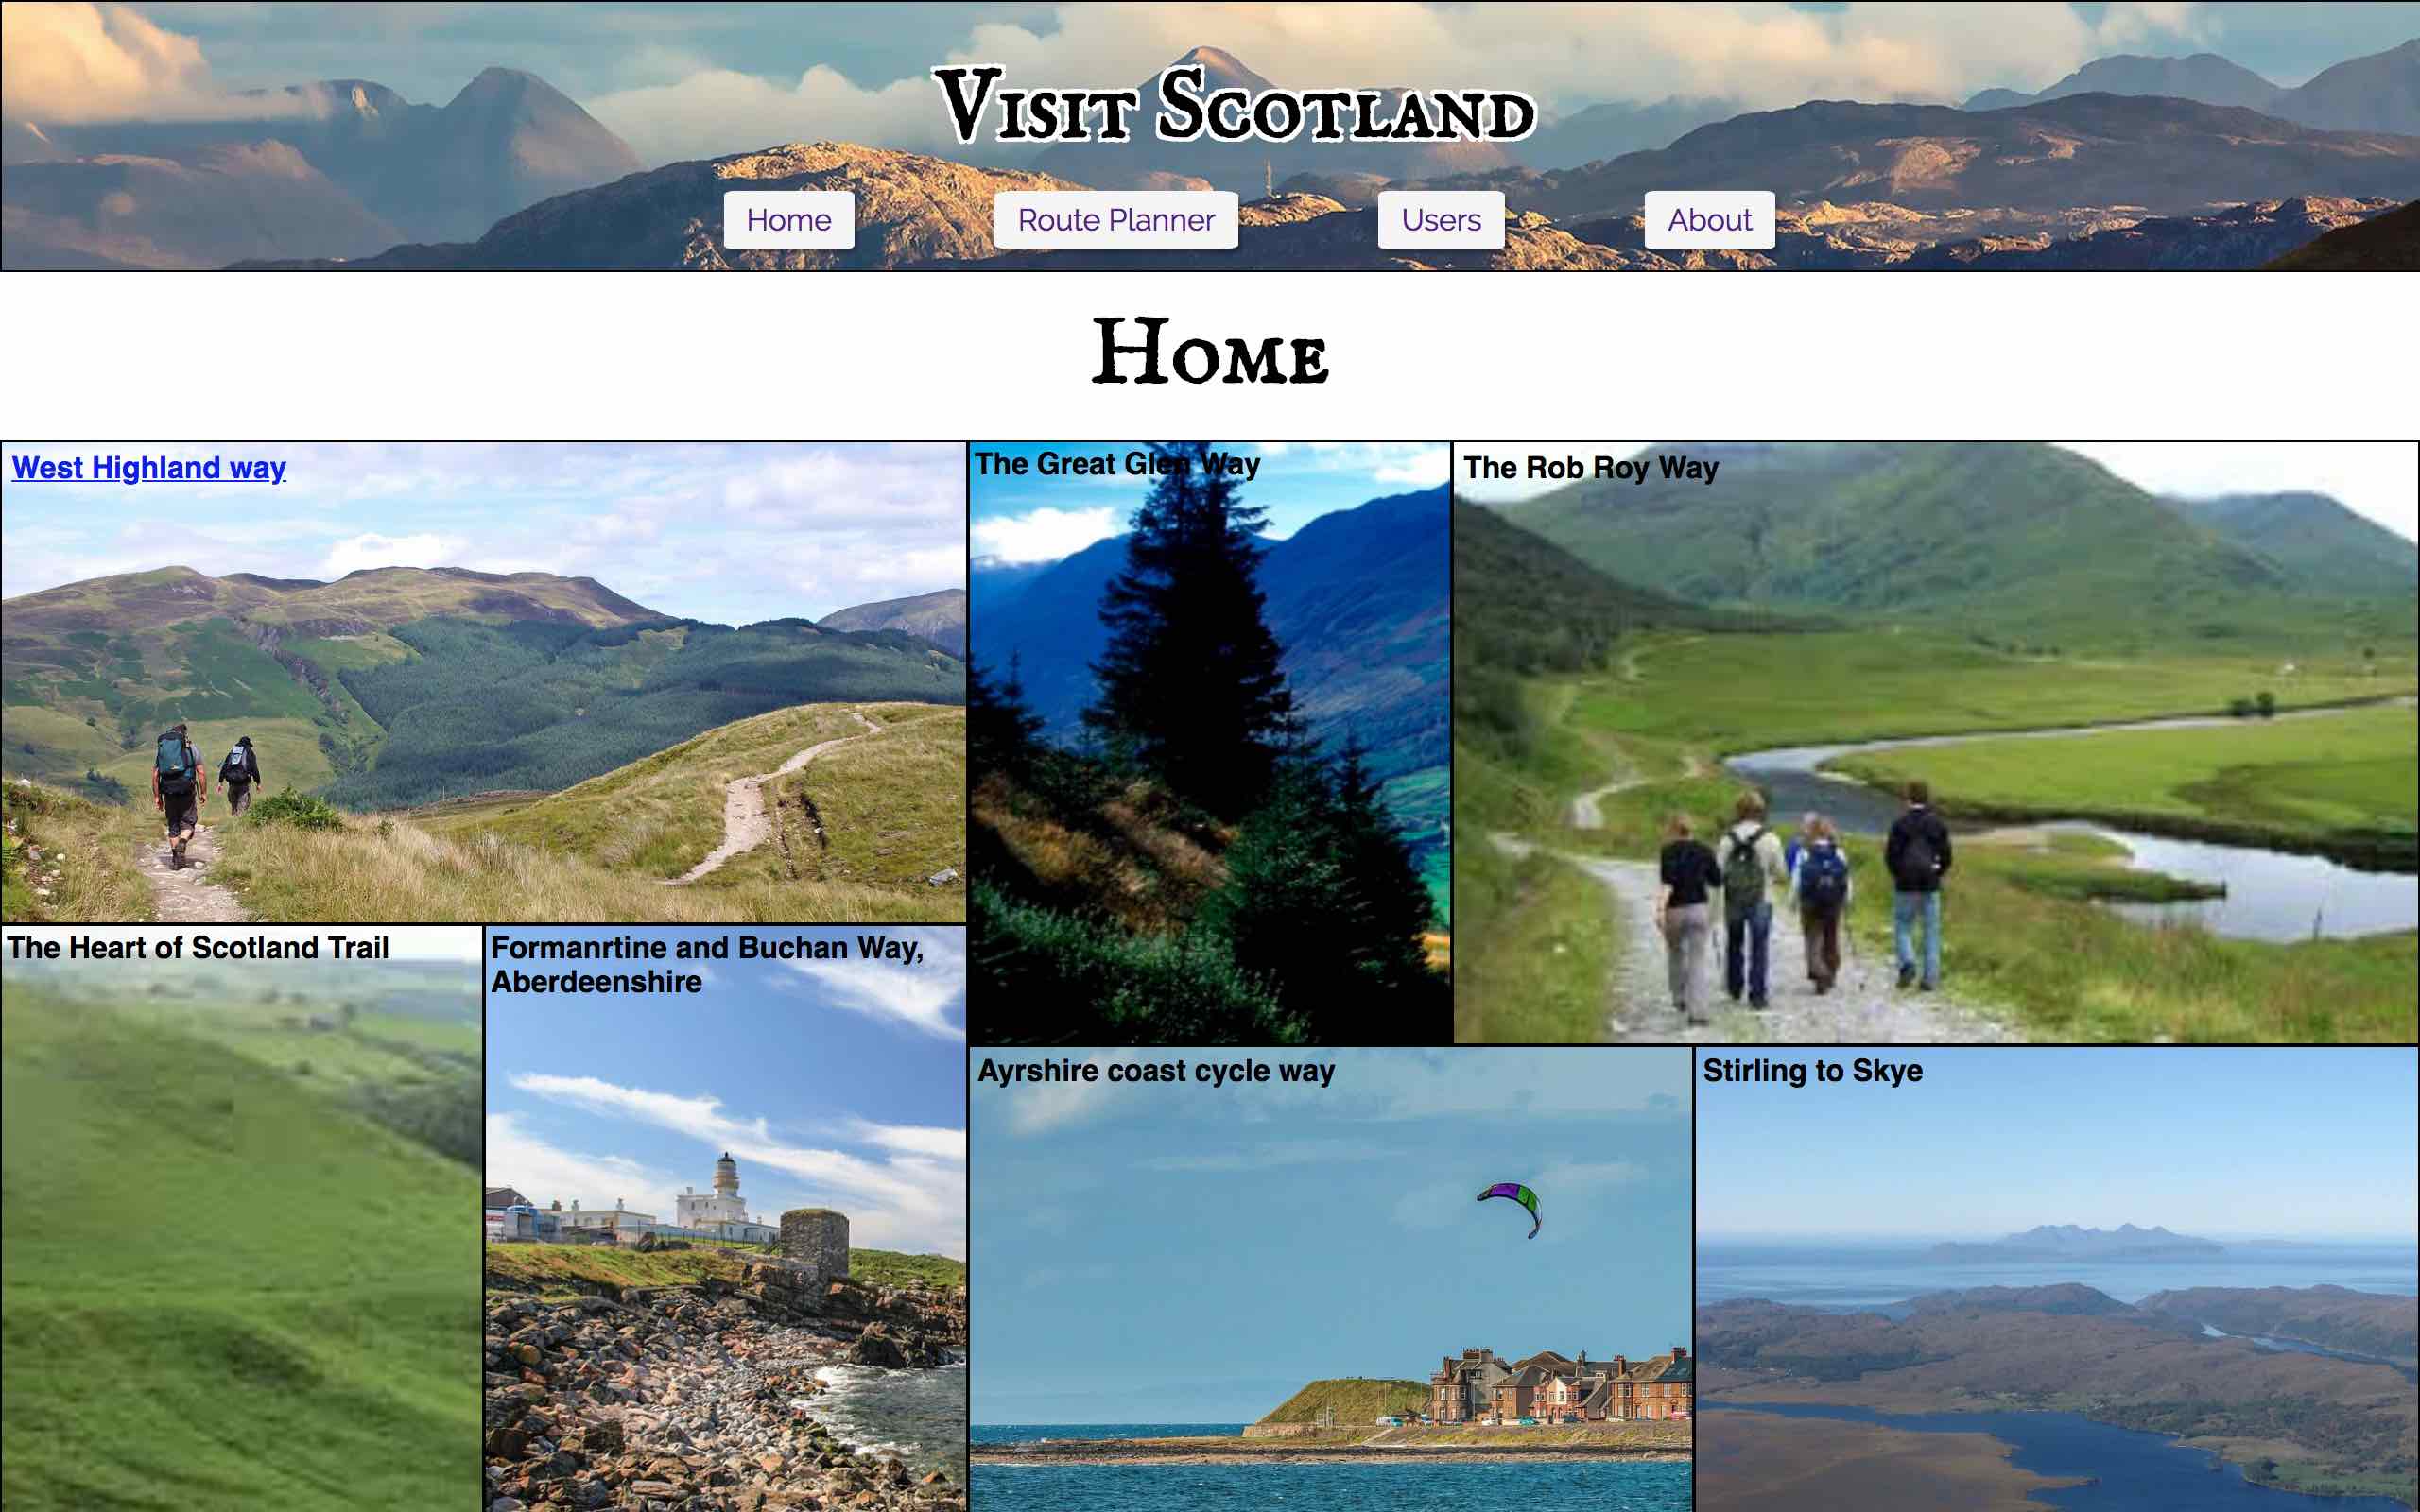 Visit Scotland
Home
Route Planner
Users
About
Home
West Highland way
The Great Glen Way
The Rob Roy Way
The Heart of Scotland Trail
Formanrtine and Buchan Way,
Aberdeenshire
Ayrshire coast cycle way
Stirling to Skye